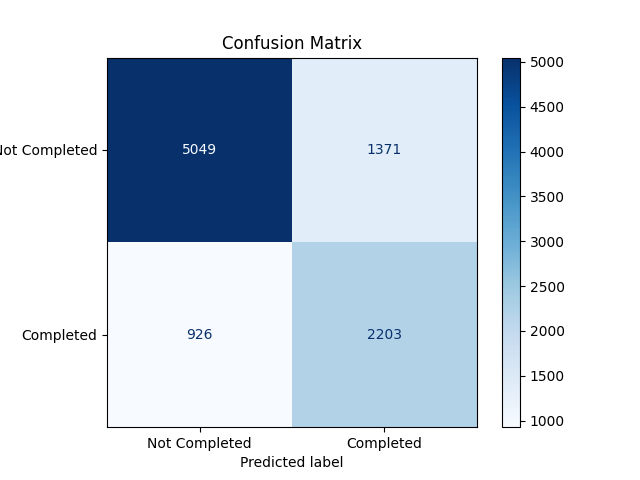 Confusion Matrix
Not Completed
5049
1371
Completed
926
2203
Not Completed
Completed
Predicted label
5000
4500
4000
3500
3000
2500
2000
1500
1000